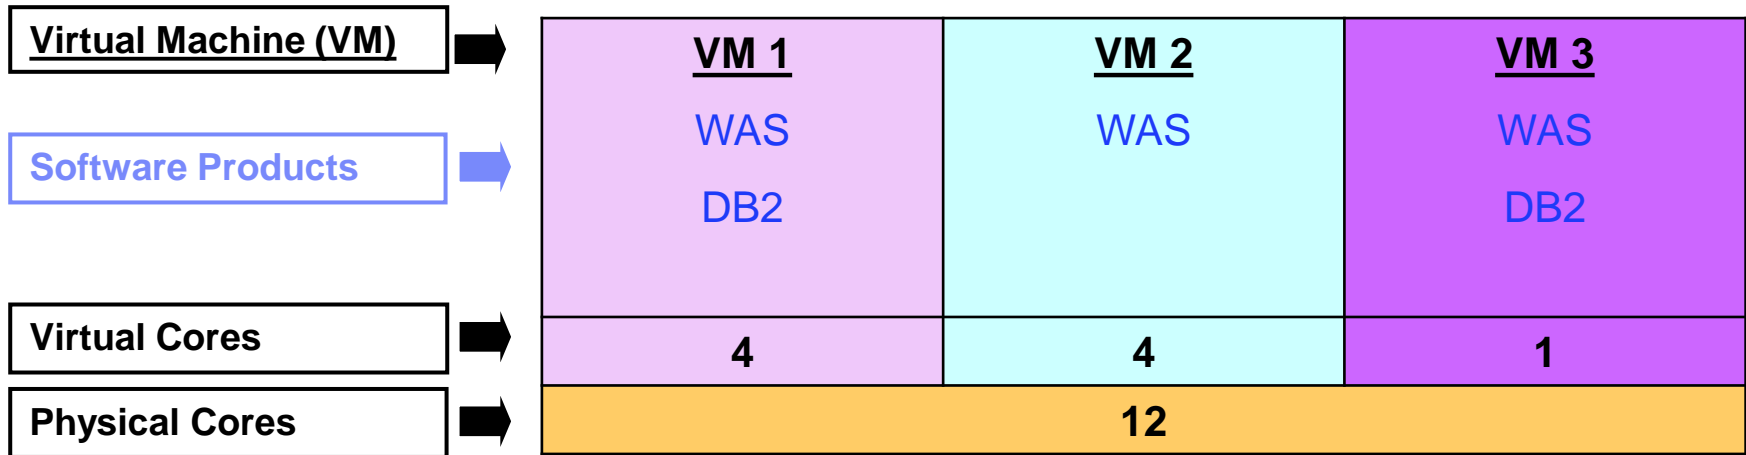 Virtual Machine (VM)
VM 1
VM 2
VM 3
Software Products
WAS
WAS
WAS
DB2
DB2
Virtual Cores
4
4
1
Physical Cores
12